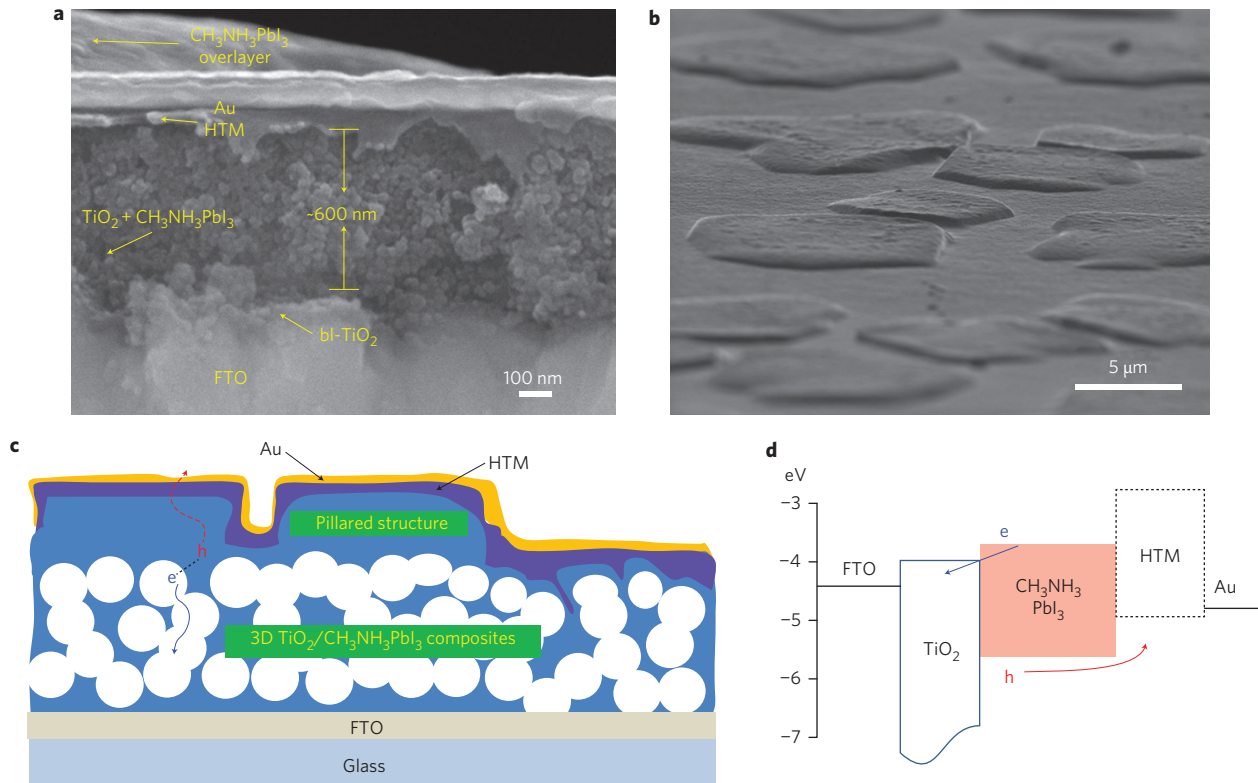 a
CH₃NH₃PbI₃
overlayer
Au
HTM
TiO₂ + CH₃NH₃PbI₃
~600 nm
bl-TiO₂
FTO
100 nm
b
5 μm
c
Au
HTM
Pillared structure
h
e
3D TiO₂/CH₃NH₃PbI₃ composites
FTO
Glass
d
eV
−3
−4
−5
−6
−7
FTO
TiO₂
e
CH₃NH₃
PbI₃
h
HTM
Au